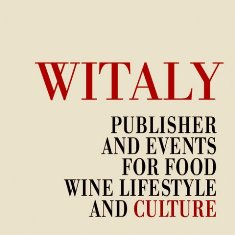 WITALY
PUBLISHER
AND EVENTS
FOR FOOD
WINE LIFESTYLE
AND CULTURE